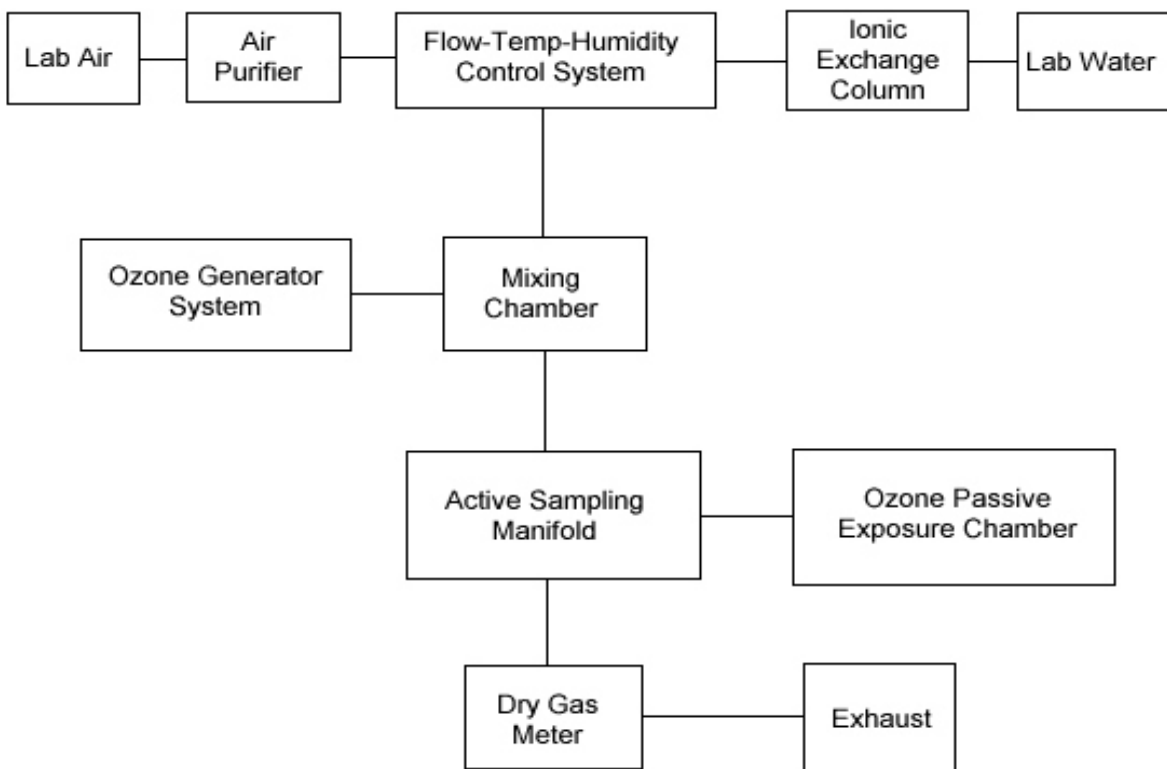 Lab Air
Air
Purifier
Flow-Temp-Humidity
Control System
Ionic
Exchange
Column
Lab Water
Ozone Generator
System
Mixing
Chamber
Active Sampling
Manifold
Ozone Passive
Exposure Chamber
Dry Gas
Meter
Exhaust